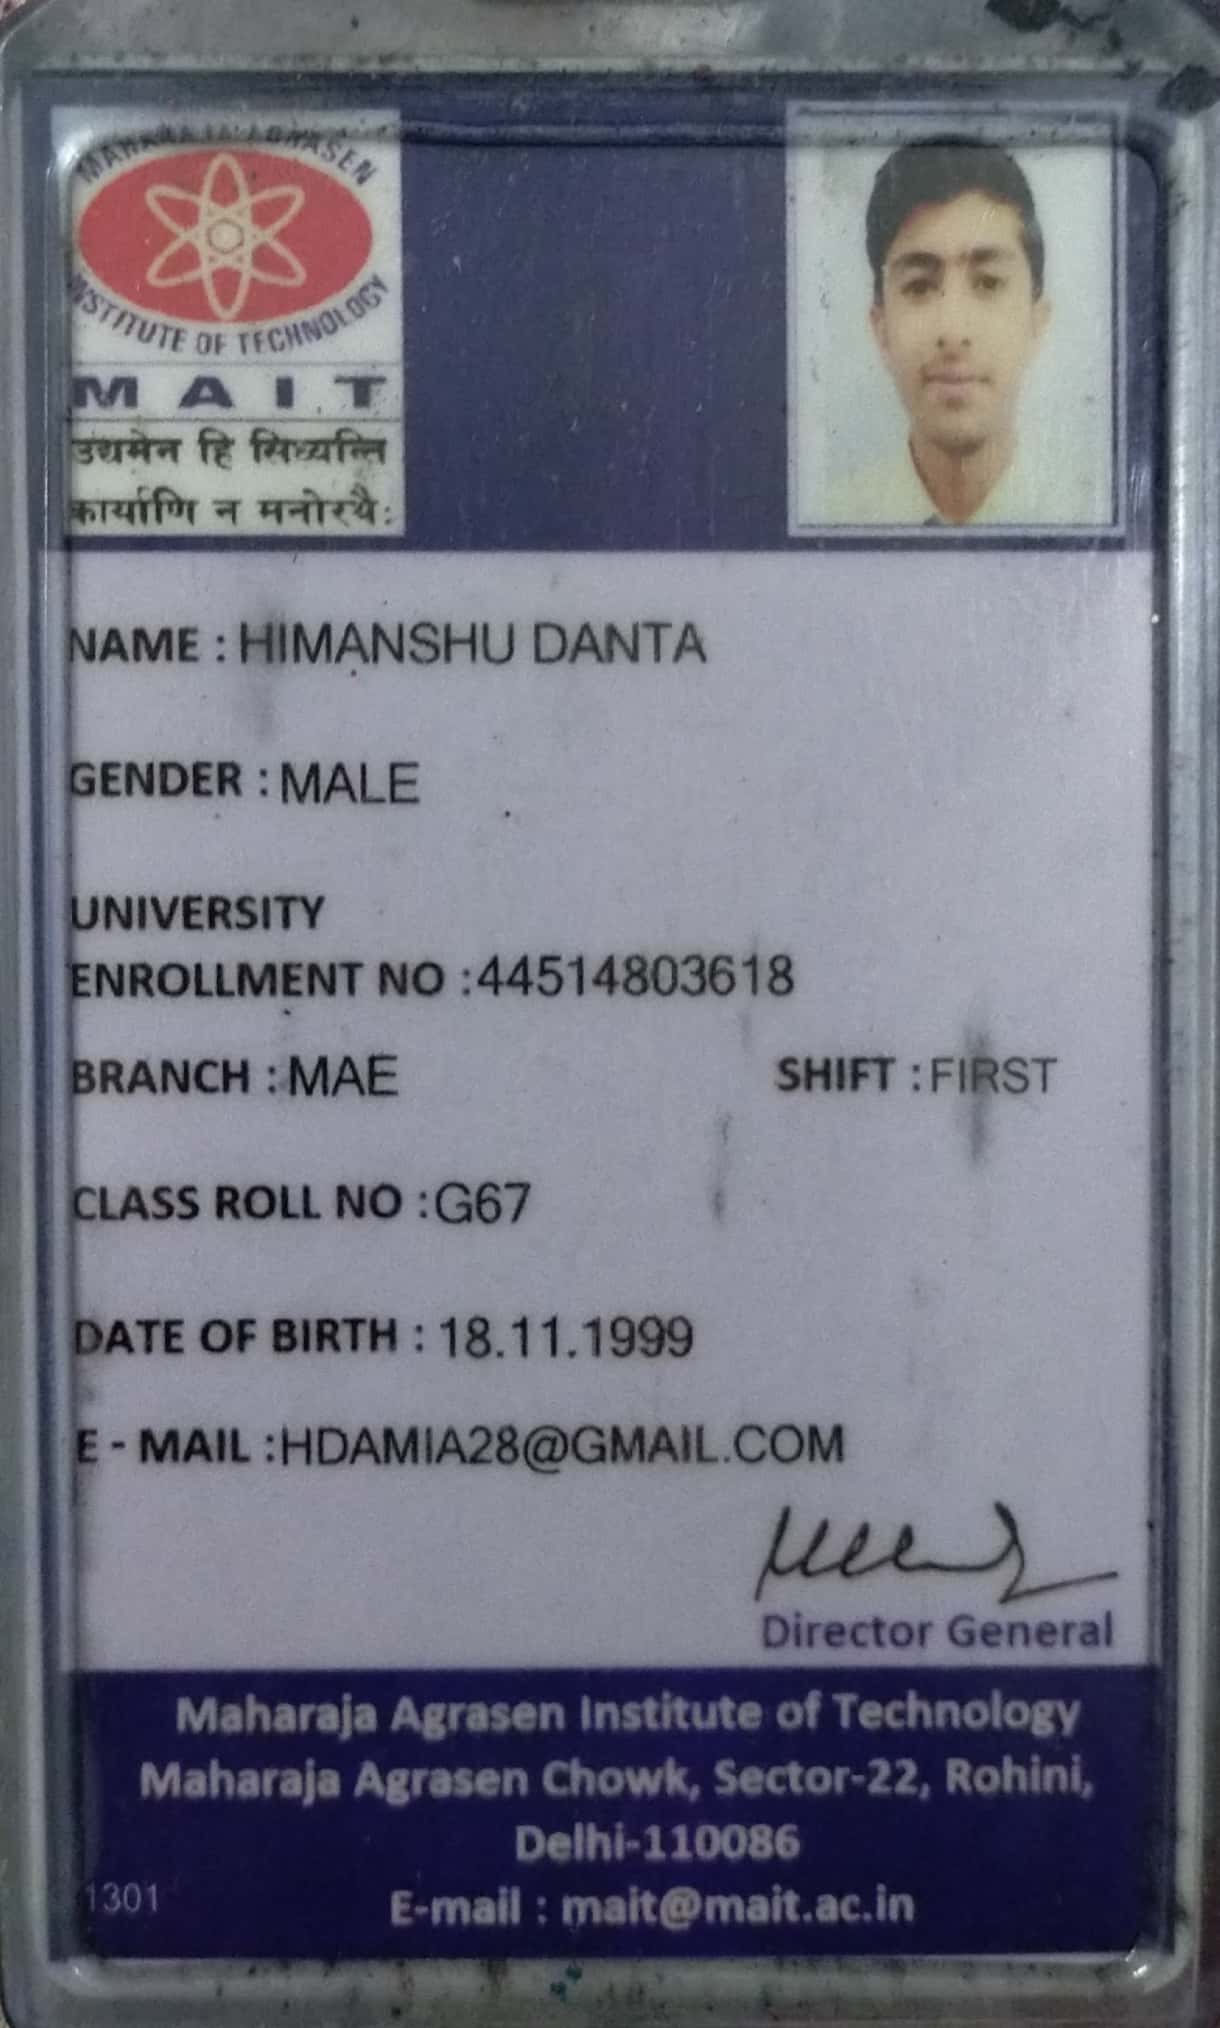 MAHARAJA AGRASEN
INSTITUTE OF TECHNOLOGY
MAIT
उद्यमेन हि सिध्यन्ति
कार्याणि न मनोरथैः
NAME : HIMANSHU DANTA
GENDER : MALE
UNIVERSITY
ENROLLMENT NO :44514803618
BRANCH : MAE SHIFT : FIRST
CLASS ROLL NO :G67
DATE OF BIRTH : 18.11.1999
E - MAIL :HDAMIA28@GMAIL.COM
Director General
Maharaja Agrasen Institute of Technology
Maharaja Agrasen Chowk, Sector-22, Rohini,
Delhi-110086
1301 E-mail : mait@mait.ac.in